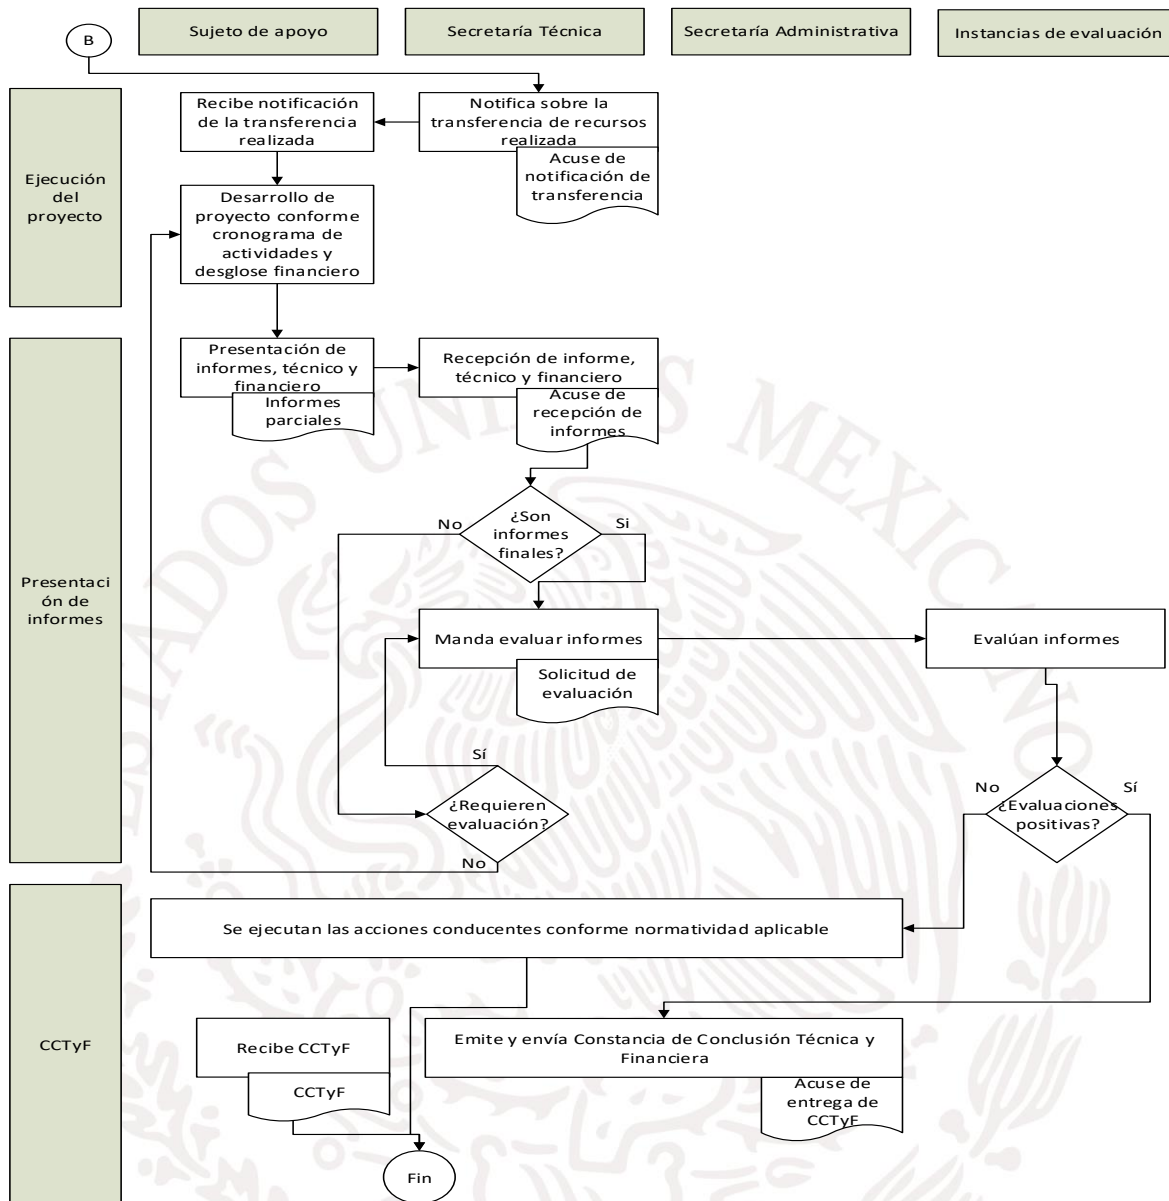 B
Sujeto de apoyo
Secretaría Técnica
Secretaría Administrativa
Instancias de evaluación
Ejecución
del
proyecto
Recibe notificación
de la transferencia
realizada
Notifica sobre la
transferencia de recursos
realizada
Acuse de
notificación de
transferencia
Desarrollo de
proyecto conforme
cronograma de
actividades y
desglose financiero
Presentaci
ón de
informes
Presentación de
informes, técnico y
financiero
Informes
parciales
Recepción de informe,
técnico y financiero
Acuse de
recepción de
informes
¿Son
informes
finales?
No
Si
Manda evaluar informes
Solicitud de
evaluación
Evalúan informes
Sí
¿Requieren
evaluación?
No
No
Sí
¿Evaluaciones
positivas?
CCTyF
Se ejecutan las acciones conducentes conforme normatividad aplicable
Recibe CCTyF
CCTyF
Emite y envía Constancia de Conclusión Técnica y
Financiera
Acuse de
entrega de
CCTyF
Fin
ESTADOS UNIDOS MEXICANOS